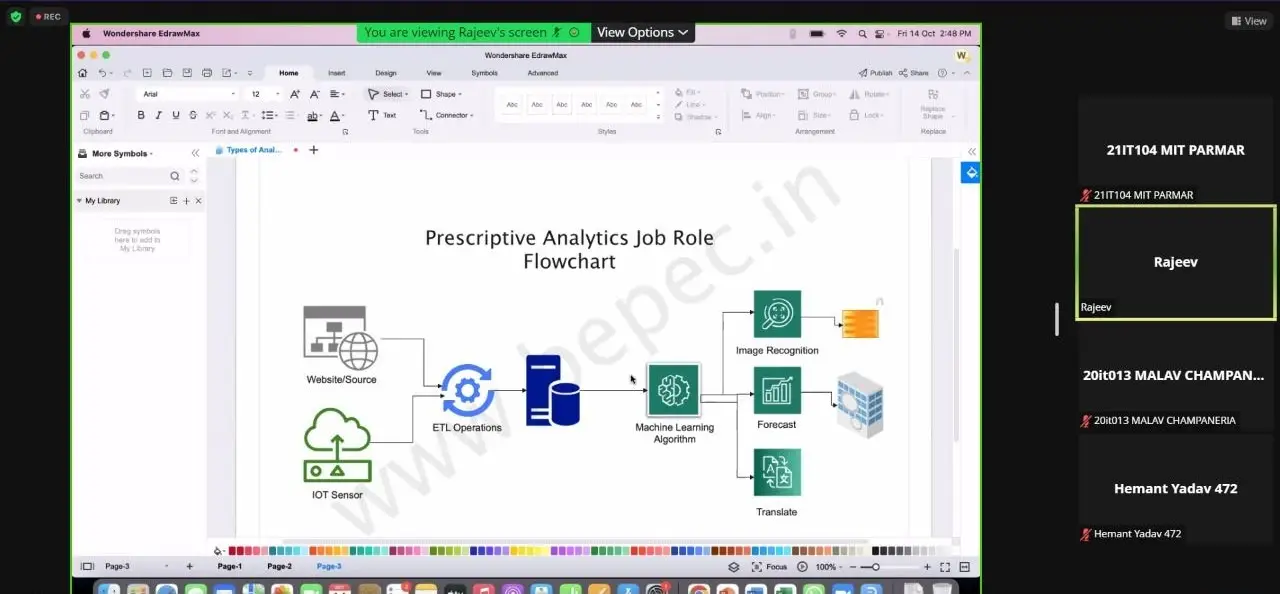 REC
You are viewing Rajeev's screen
View Options
View
Wondershare EdrawMax
Fri 14 Oct 2:48 PM
Wondershare EdrawMax
Home
Insert
Design
View
Symbols
Advanced
Publish
Share
Arial
12
Select
Shape
Text
Connector
Abc
Abc
Abc
Abc
Abc
Abc
Fill
Line
Shadow
Position
Group
Rotate
Align
Size
Lock
Replace
Shape
Clipboard
Font and Alignment
Tools
Styles
Arrangement
Replace
More Symbols
Types of Anal...
Search
My Library
Drag symbols
here to add to
My Library
Prescriptive Analytics Job Role
Flowchart
Website/Source
IOT Sensor
ETL Operations
Machine Learning
Algorithm
Image Recognition
Forecast
Translate
www.bepec.in
Page-3
Page-1
Page-2
Page-3
Focus
100%
21IT104 MIT PARMAR
21IT104 MIT PARMAR
Rajeev
Rajeev
20it013 MALAV CHAMPAN...
20it013 MALAV CHAMPANERIA
Hemant Yadav 472
Hemant Yadav 472